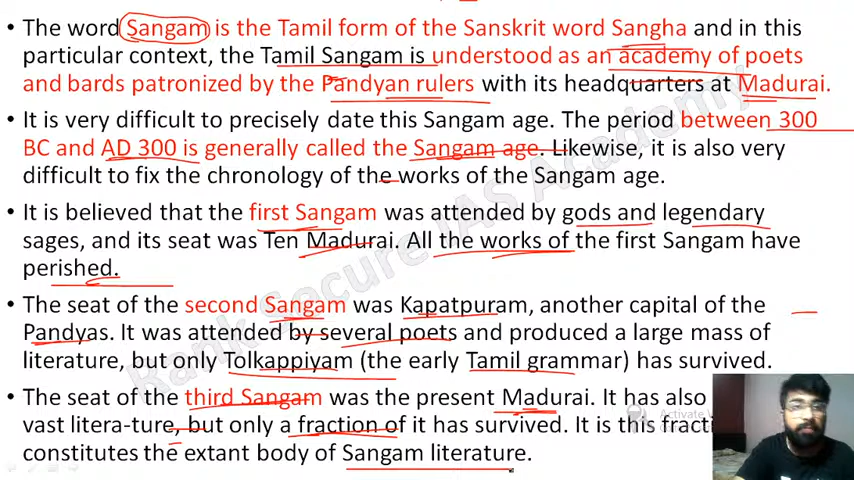 The word Sangam is the Tamil form of the Sanskrit word Sangha and in this
particular context, the Tamil Sangam is understood as an academy of poets
and bards patronized by the Pandyan rulers with its headquarters at Madurai.
It is very difficult to precisely date this Sangam age. The period between 300
BC and AD 300 is generally called the Sangam age. Likewise, it is also very
difficult to fix the chronology of the works of the Sangam age.
It is believed that the first Sangam was attended by gods and legendary
sages, and its seat was Ten Madurai. All the works of the first Sangam have
perished.
The seat of the second Sangam was Kapatpuram, another capital of the
Pandyas. It was attended by several poets and produced a large mass of
literature, but only Tolkappiyam (the early Tamil grammar) has survived.
The seat of the third Sangam was the present Madurai. It has also
vast litera-ture, but only a fraction of it has survived. It is this
constitutes the extant body of Sangam literature.
Rank Secure IAS Academy
Activate